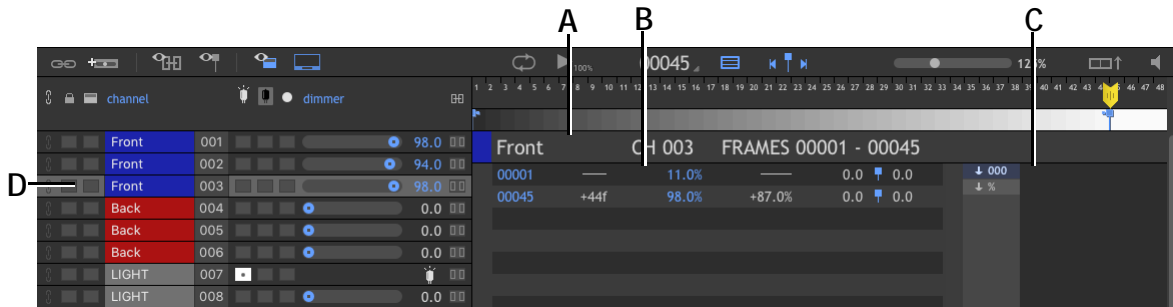 A B C
100% 00045 125%
channel dimmer
1 2 3 4 5 6 7 8 9 10 11 12 13 14 15 16 17 18 19 20 21 22 23 24 25 26 27 28 29 30 31 32 33 34 35 36 37 38 39 40 41 42 43 46 47 48
Front 001 98.0
Front CH 003 FRAMES 00001 - 00045
Front 002 94.0
00001 11.0% 0.0 0.0 000
D
Front 003 98.0
00045 +44f 98.0% +87.0% 0.0 0.0 %
Back 004 0.0
Back 005 0.0
Back 006 0.0
LIGHT 007
LIGHT 008 0.0